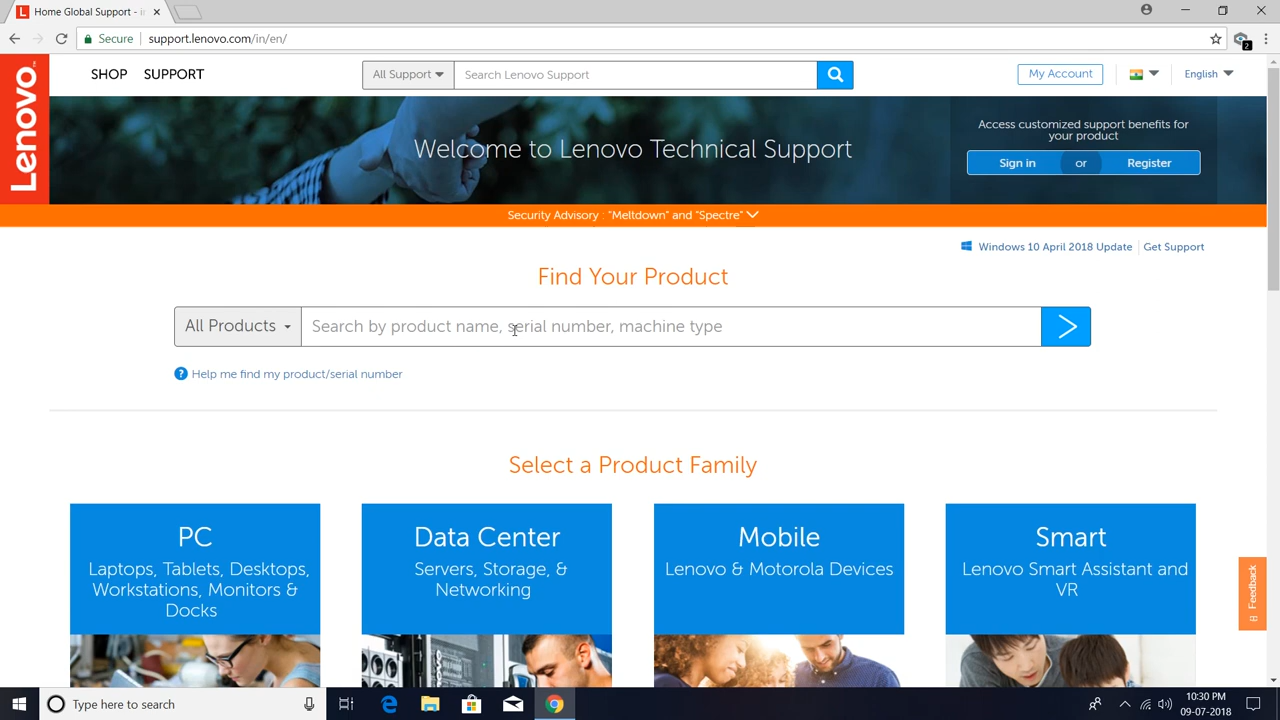 Home Global Support - i
Secure
support.lenovo.com/in/en/
2
Lenovo
SHOP
SUPPORT
All Support
Search Lenovo Support
My Account
English
Welcome to Lenovo Technical Support
Access customized support benefits for
your product
Sign in
or
Register
Security Advisory : "Meltdown" and "Spectre"
Windows 10 April 2018 Update
Get Support
Find Your Product
All Products
Search by product name, serial number, machine type
Help me find my product/serial number
Select a Product Family
PC
Laptops, Tablets, Desktops,
Workstations, Monitors &
Docks
Data Center
Servers, Storage, &
Networking
Mobile
Lenovo & Motorola Devices
Smart
Lenovo Smart Assistant and
VR
Feedback
Type here to search
10:30 PM
09-07-2018